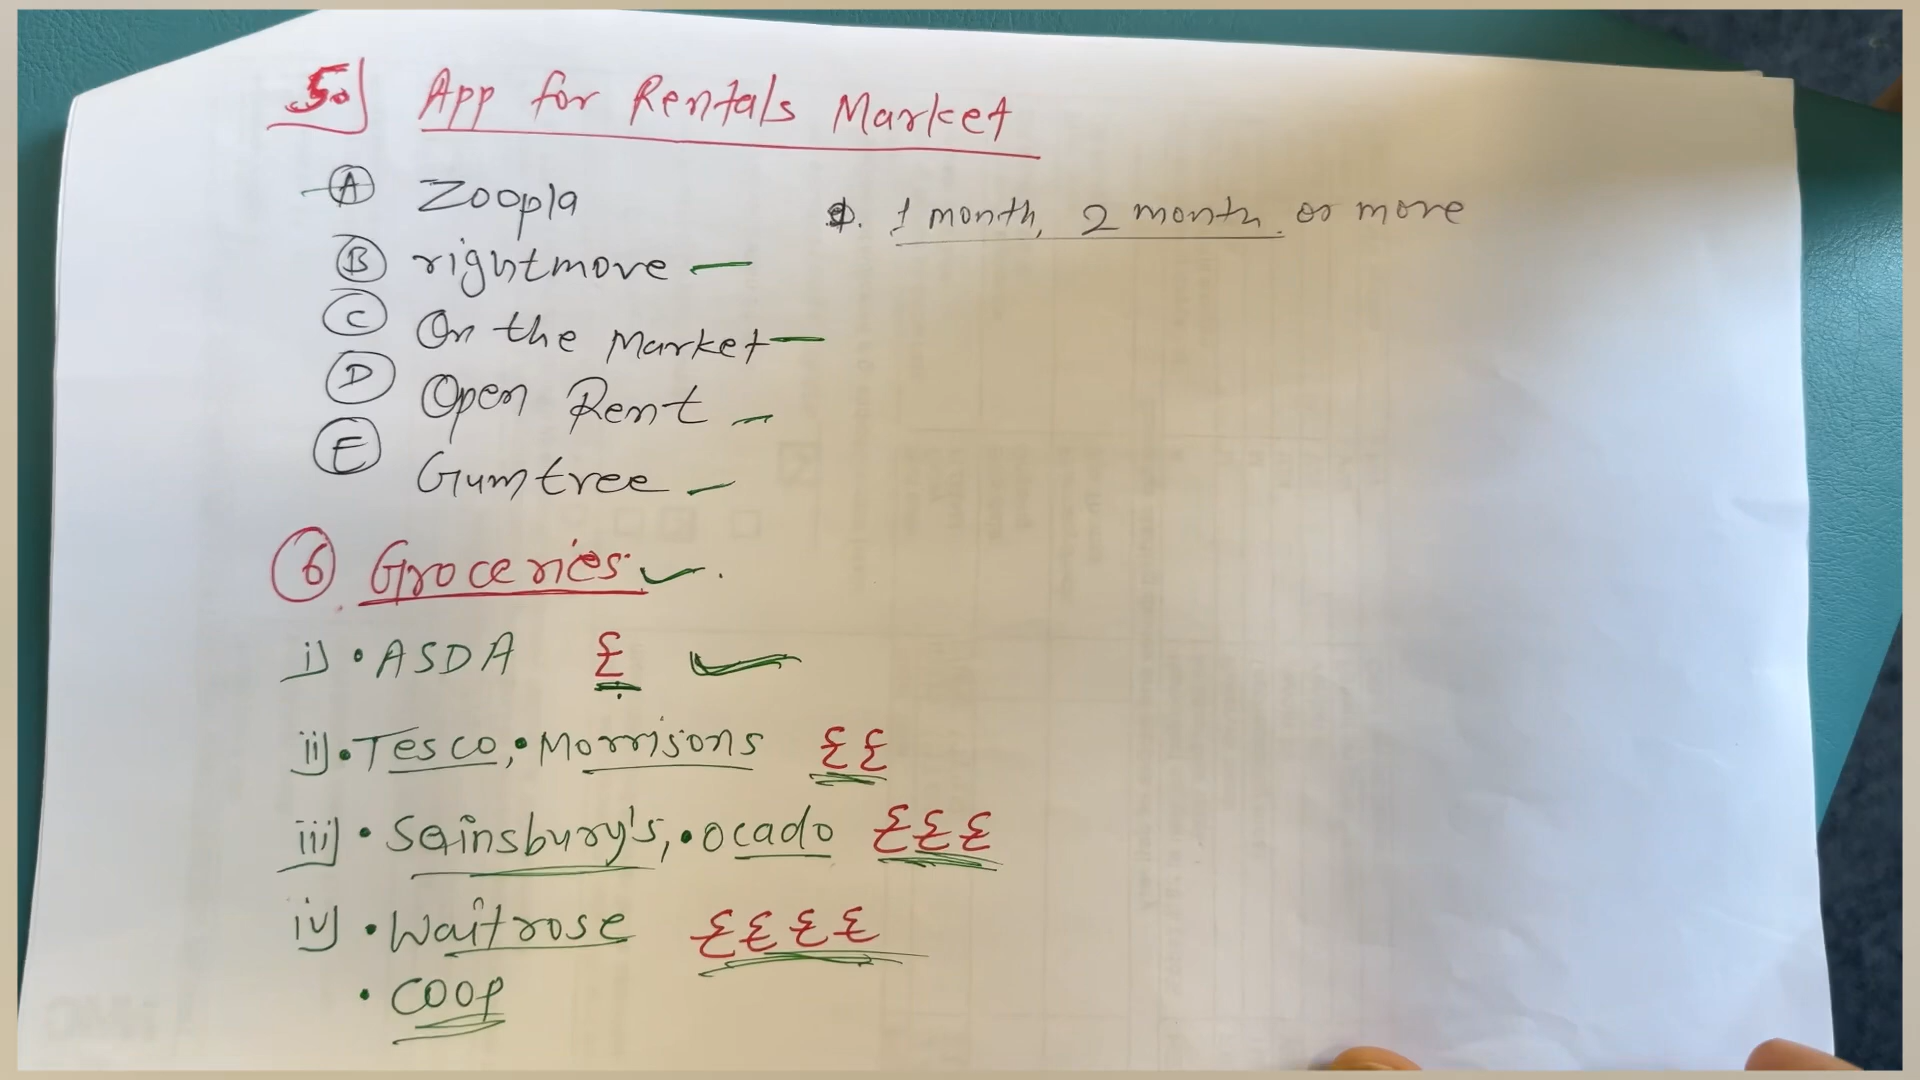 5. App for Rentals Market
A Zoopla
1 month, 2 month or more
B rightmove
C On the Market
D Open Rent
E Gumtree
6 Groceries
i) • ASDA £
ii) • Tesco, • Morrisons ££
iii) • Sainsbury's, • ocado £££
iv) • Waitrose ££££
• COOP